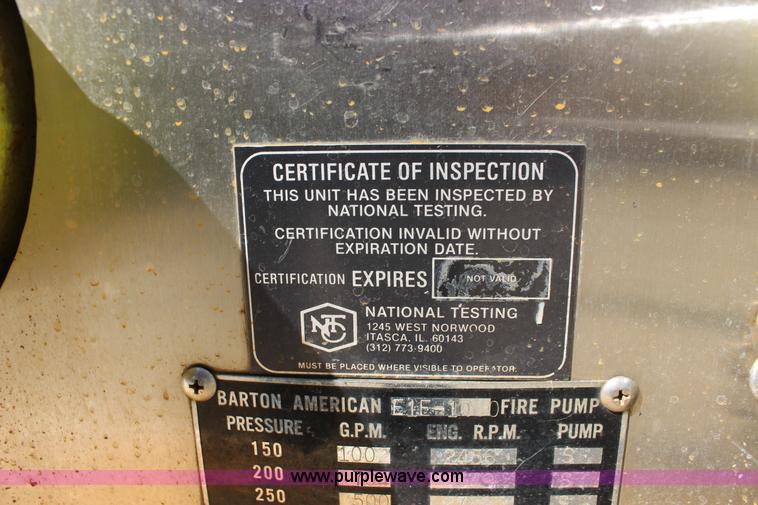 CERTIFICATE OF INSPECTION
THIS UNIT HAS BEEN INSPECTED BY
NATIONAL TESTING.
CERTIFICATION INVALID WITHOUT
EXPIRATION DATE.
CERTIFICATION EXPIRES NOT VALID
NTC NATIONAL TESTING
1245 WEST NORWOOD
ITASCA, IL. 60143
(312) 773-9400
MUST BE PLACED WHERE VISIBLE TO OPERATOR.
BARTON AMERICAN FIRE PUMP
PRESSURE G.P.M. ENG. R.P.M. PUMP
150
200
250 500
www.purplewave.com